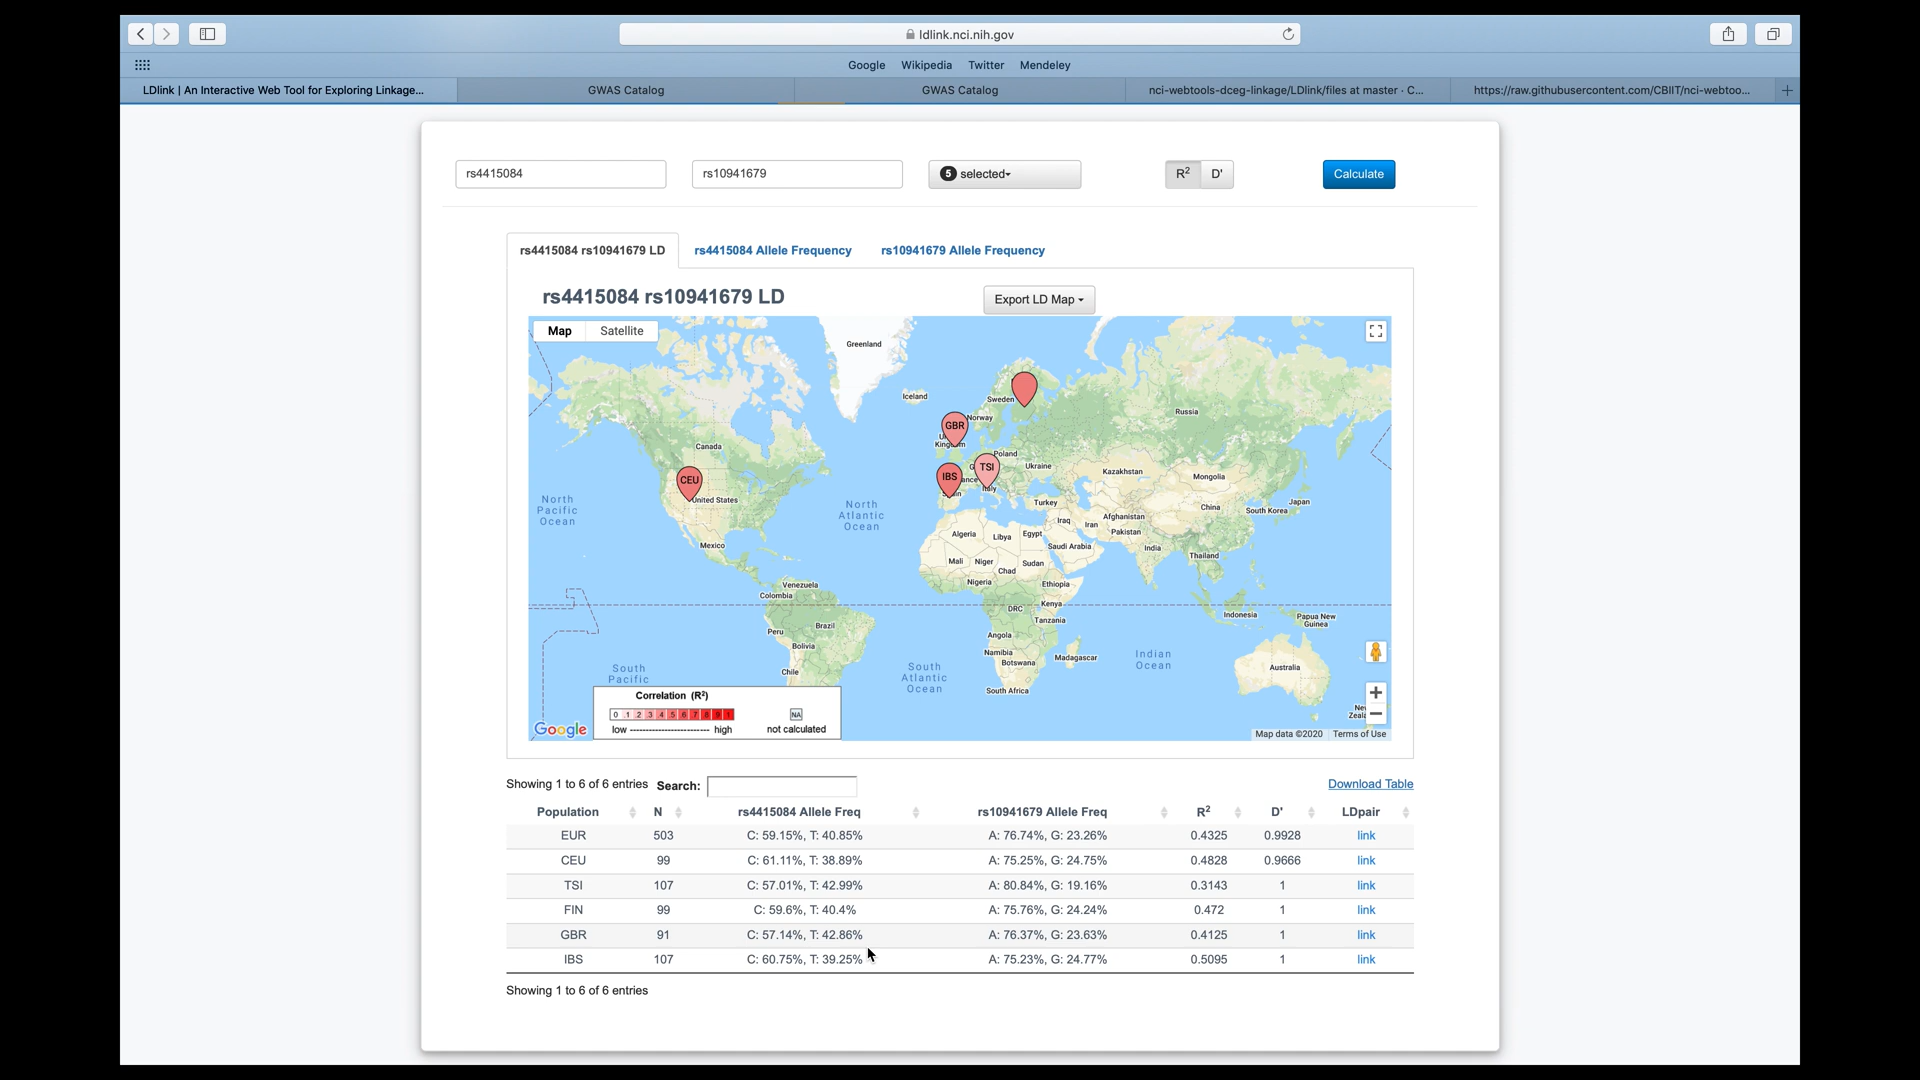 ldlink.nci.nih.gov
Google Wikipedia Twitter Mendeley
LDlink | An Interactive Web Tool for Exploring Linkage...
GWAS Catalog
GWAS Catalog
nci-webtools-dceg-linkage/LDlink/files at master · C...
https://raw.githubusercontent.com/CBIIT/nci-webtoo...
rs4415084
rs10941679
5 selected
R² D'
Calculate
rs4415084 rs10941679 LD
rs4415084 Allele Frequency
rs10941679 Allele Frequency
rs4415084 rs10941679 LD
Export LD Map
Map Satellite
Greenland
Iceland
Sweden
Norway
Russia
GBR
Canada
Poland
Ukraine
TSI
IBS
CEU
United States
Kazakhstan
Mongolia
North
Pacific
Ocean
North
Atlantic
Ocean
Turkey
China
Japan
South Korea
Iraq
Iran
Afghanistan
Pakistan
Algeria
Libya
Egypt
Saudi Arabia
Mexico
India
Thailand
Mali
Niger
Chad
Sudan
Nigeria
Ethiopia
Venezuela
Colombia
DRC
Kenya
Tanzania
Indonesia
Papua New
Guinea
Peru
Brazil
Bolivia
Angola
Namibia
Botswana
Madagascar
Indian
Ocean
Australia
South
Pacific
Chile
South
Atlantic
Ocean
South Africa
Correlation (R²)
0 .1 .2 .3 .4 .5 .6 .7 .8 .9 1
NA
low high
not calculated
Google
Map data ©2020 Terms of Use
Showing 1 to 6 of 6 entries Search:
Download Table
Population N rs4415084 Allele Freq rs10941679 Allele Freq R² D' LDpair
EUR 503 C: 59.15%, T: 40.85% A: 76.74%, G: 23.26% 0.4325 0.9928 link
CEU 99 C: 61.11%, T: 38.89% A: 75.25%, G: 24.75% 0.4828 0.9666 link
TSI 107 C: 57.01%, T: 42.99% A: 80.84%, G: 19.16% 0.3143 1 link
FIN 99 C: 59.6%, T: 40.4% A: 75.76%, G: 24.24% 0.472 1 link
GBR 91 C: 57.14%, T: 42.86% A: 76.37%, G: 23.63% 0.4125 1 link
IBS 107 C: 60.75%, T: 39.25% A: 75.23%, G: 24.77% 0.5095 1 link
Showing 1 to 6 of 6 entries